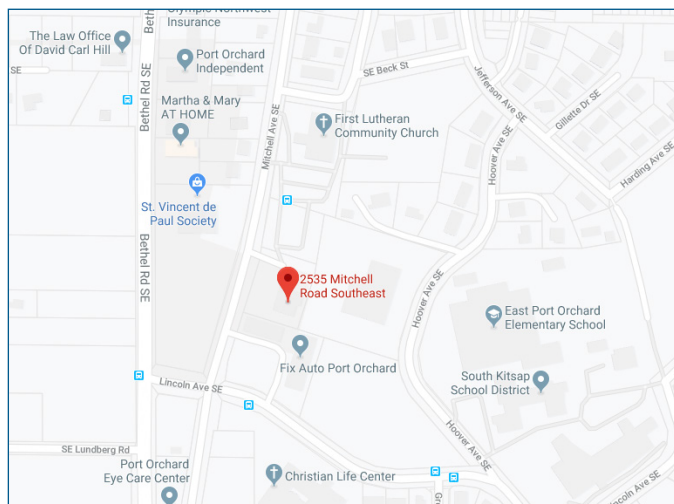 Olympic Northwest
Insurance
The Law Office
Of David Carl Hill
Port Orchard
Independent
SE
Bethel Rd SE
Martha & Mary
AT HOME
Mitchell Ave SE
SE Beck St
Jefferson Ave SE
Gillette Dr SE
First Lutheran
Community Church
Hoover Ave SE
Harding Ave SE
St. Vincent de
Paul Society
Bethel Rd SE
2535 Mitchell
Road Southeast
Hoover Ave SE
East Port Orchard
Elementary School
Fix Auto Port Orchard
South Kitsap
School District
Lincoln Ave SE
Hoover Ave SE
SE Lundberg Rd
Port Orchard
Eye Care Center
Christian Life Center
Lincoln Ave SE